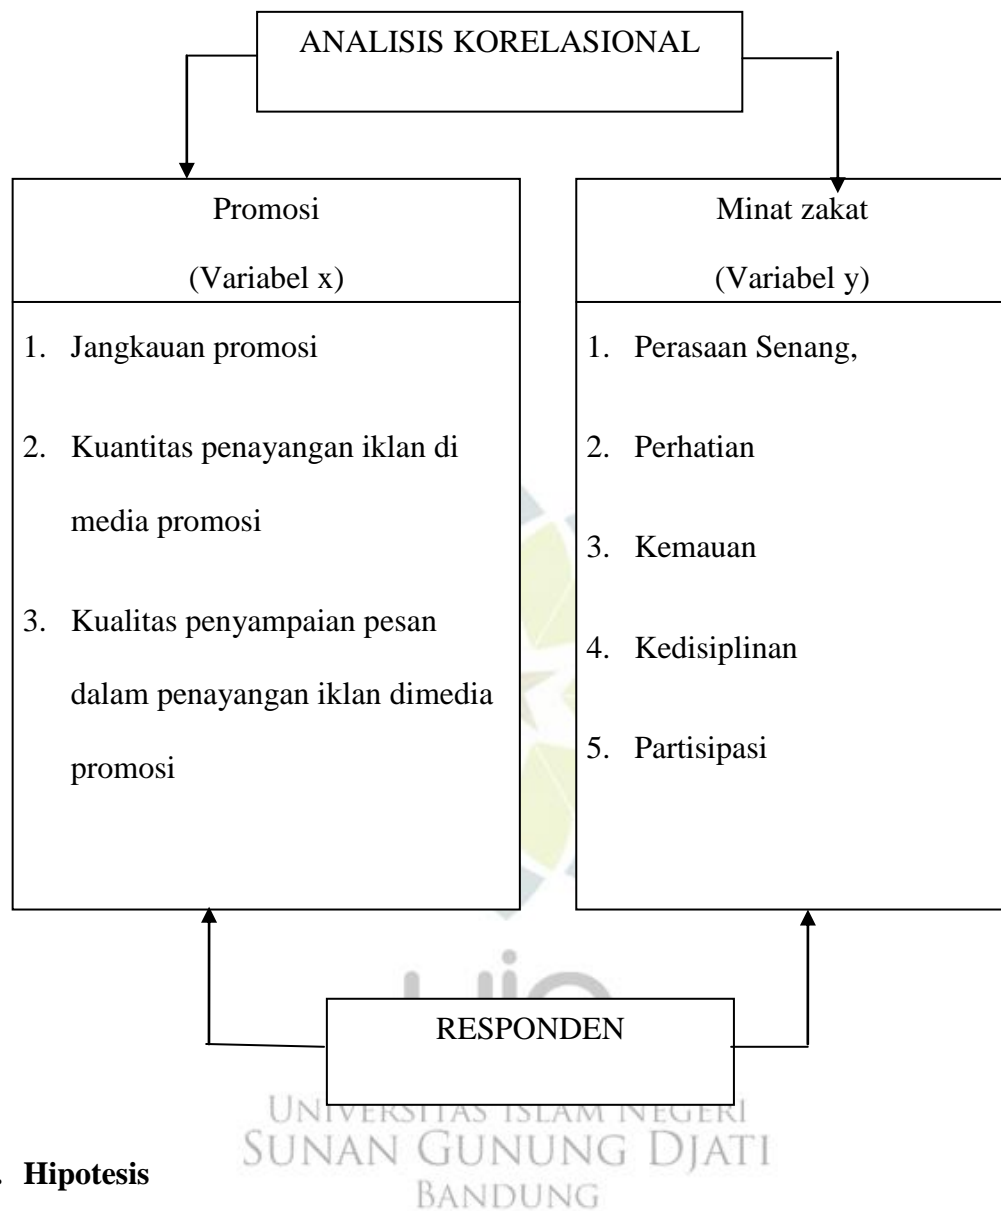 ANALISIS KORELASIONAL
Promosi
(Variabel x)
1. Jangkauan promosi
2. Kuantitas penayangan iklan di
media promosi
3. Kualitas penyampaian pesan
dalam penayangan iklan dimedia
promosi
Minat zakat
(Variabel y)
1. Perasaan Senang,
2. Perhatian
3. Kemauan
4. Kedisiplinan
5. Partisipasi
RESPONDEN
UNIVERSITAS ISLAM NEGERI
SUNAN GUNUNG DJATI
BANDUNG
. Hipotesis